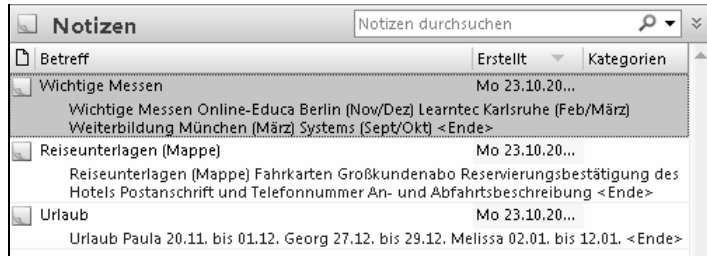 Notizen
Notizen durchsuchen
Betreff Erstellt Kategorien
Wichtige Messen Mo 23.10.20...
Wichtige Messen Online-Educa Berlin (Nov/Dez) Learntec Karlsruhe (Feb/März)
Weiterbildung München (März) Systems (Sept/Okt) <Ende>
Reiseunterlagen (Mappe) Mo 23.10.20...
Reiseunterlagen (Mappe) Fahrkarten Großkundenabo Reservierungsbestätigung des
Hotels Postanschrift und Telefonnummer An- und Abfahrtsbeschreibung <Ende>
Urlaub Mo 23.10.20...
Urlaub Paula 20.11. bis 01.12. Georg 27.12. bis 29.12. Melissa 02.01. bis 12.01. <Ende>